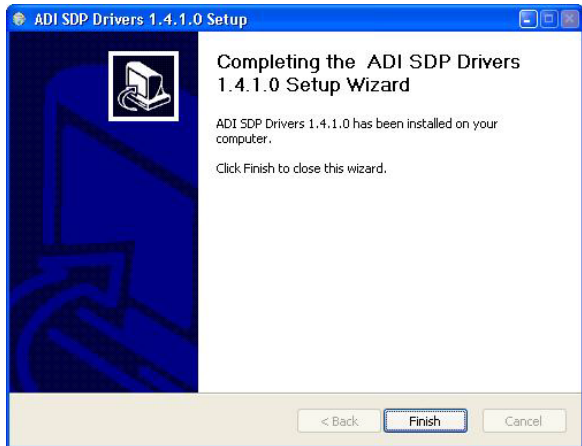 ADI SDP Drivers 1.4.1.0 Setup
Completing the ADI SDP Drivers
1.4.1.0 Setup Wizard
ADI SDP Drivers 1.4.1.0 has been installed on your
computer.
Click Finish to close this wizard.
< Back Finish Cancel